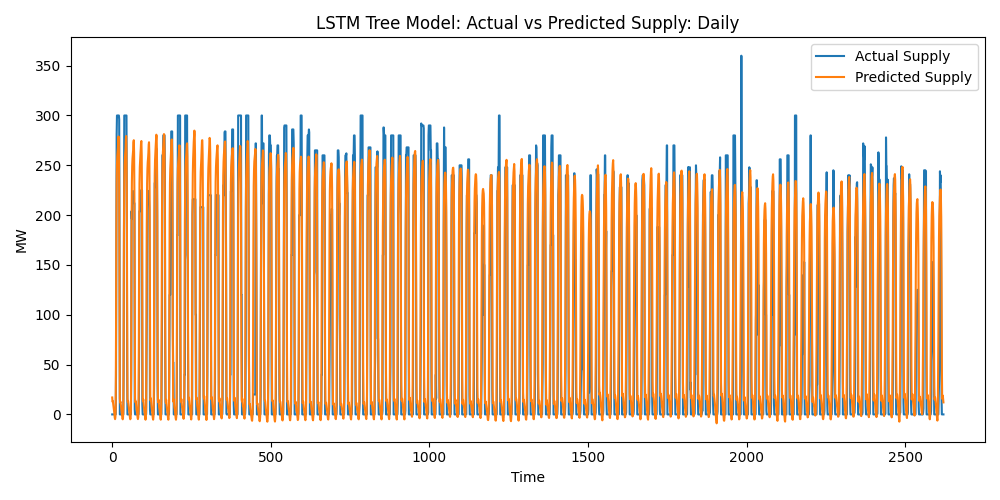 LSTM Tree Model: Actual vs Predicted Supply: Daily
Actual Supply
Predicted Supply
MW
350
300
250
200
150
100
50
0
0 500 1000 1500 2000 2500
Time